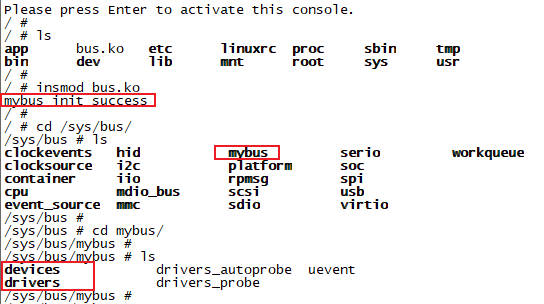 Please press Enter to activate this console.
/ #
/ # ls
app      bus.ko   etc      linuxrc  proc     sbin     tmp
bin      dev      lib      mnt      root     sys      usr
/ #
/ # insmod bus.ko
mybus init success
/ #
/ # cd /sys/bus/
/sys/bus # ls
clockevents   hid           mybus         serio         workqueue
clocksource   i2c           platform      soc
container     iio           rpmsg         spi
cpu           mdio_bus      scsi          usb
event_source  mmc           sdio          virtio
/sys/bus #
/sys/bus # cd mybus/
/sys/bus/mybus #
/sys/bus/mybus # ls
devices            drivers_autoprobe  uevent
drivers            drivers_probe
/sys/bus/mybus #